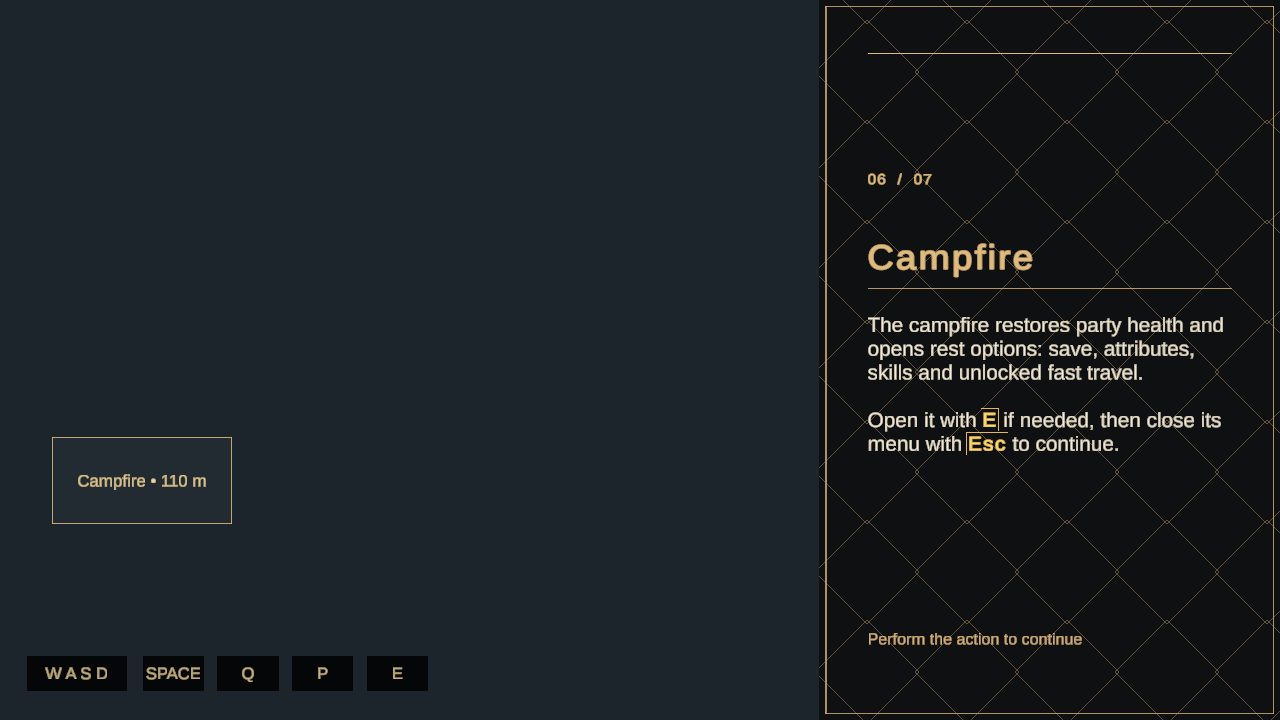 06 / 07
Campfire
The campfire restores party health and
opens rest options: save, attributes,
skills and unlocked fast travel.
Open it with E if needed, then close its
menu with Esc to continue.
Campfire • 110 m
Perform the action to continue
W A S D SPACE Q P E